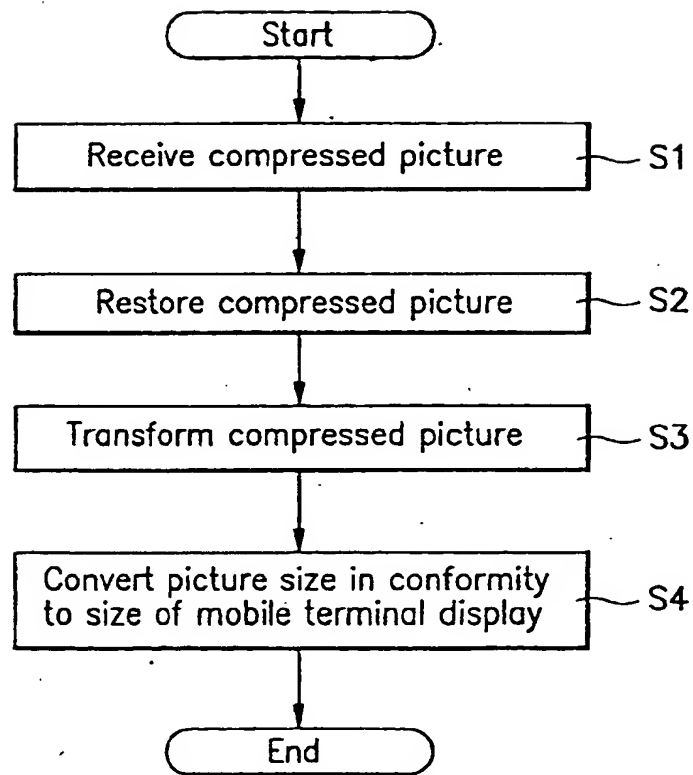 Start
Receive compressed picture
S1
Restore compressed picture
S2
Transform compressed picture
S3
Convert picture size in conformity
to size of mobile terminal display
S4
End